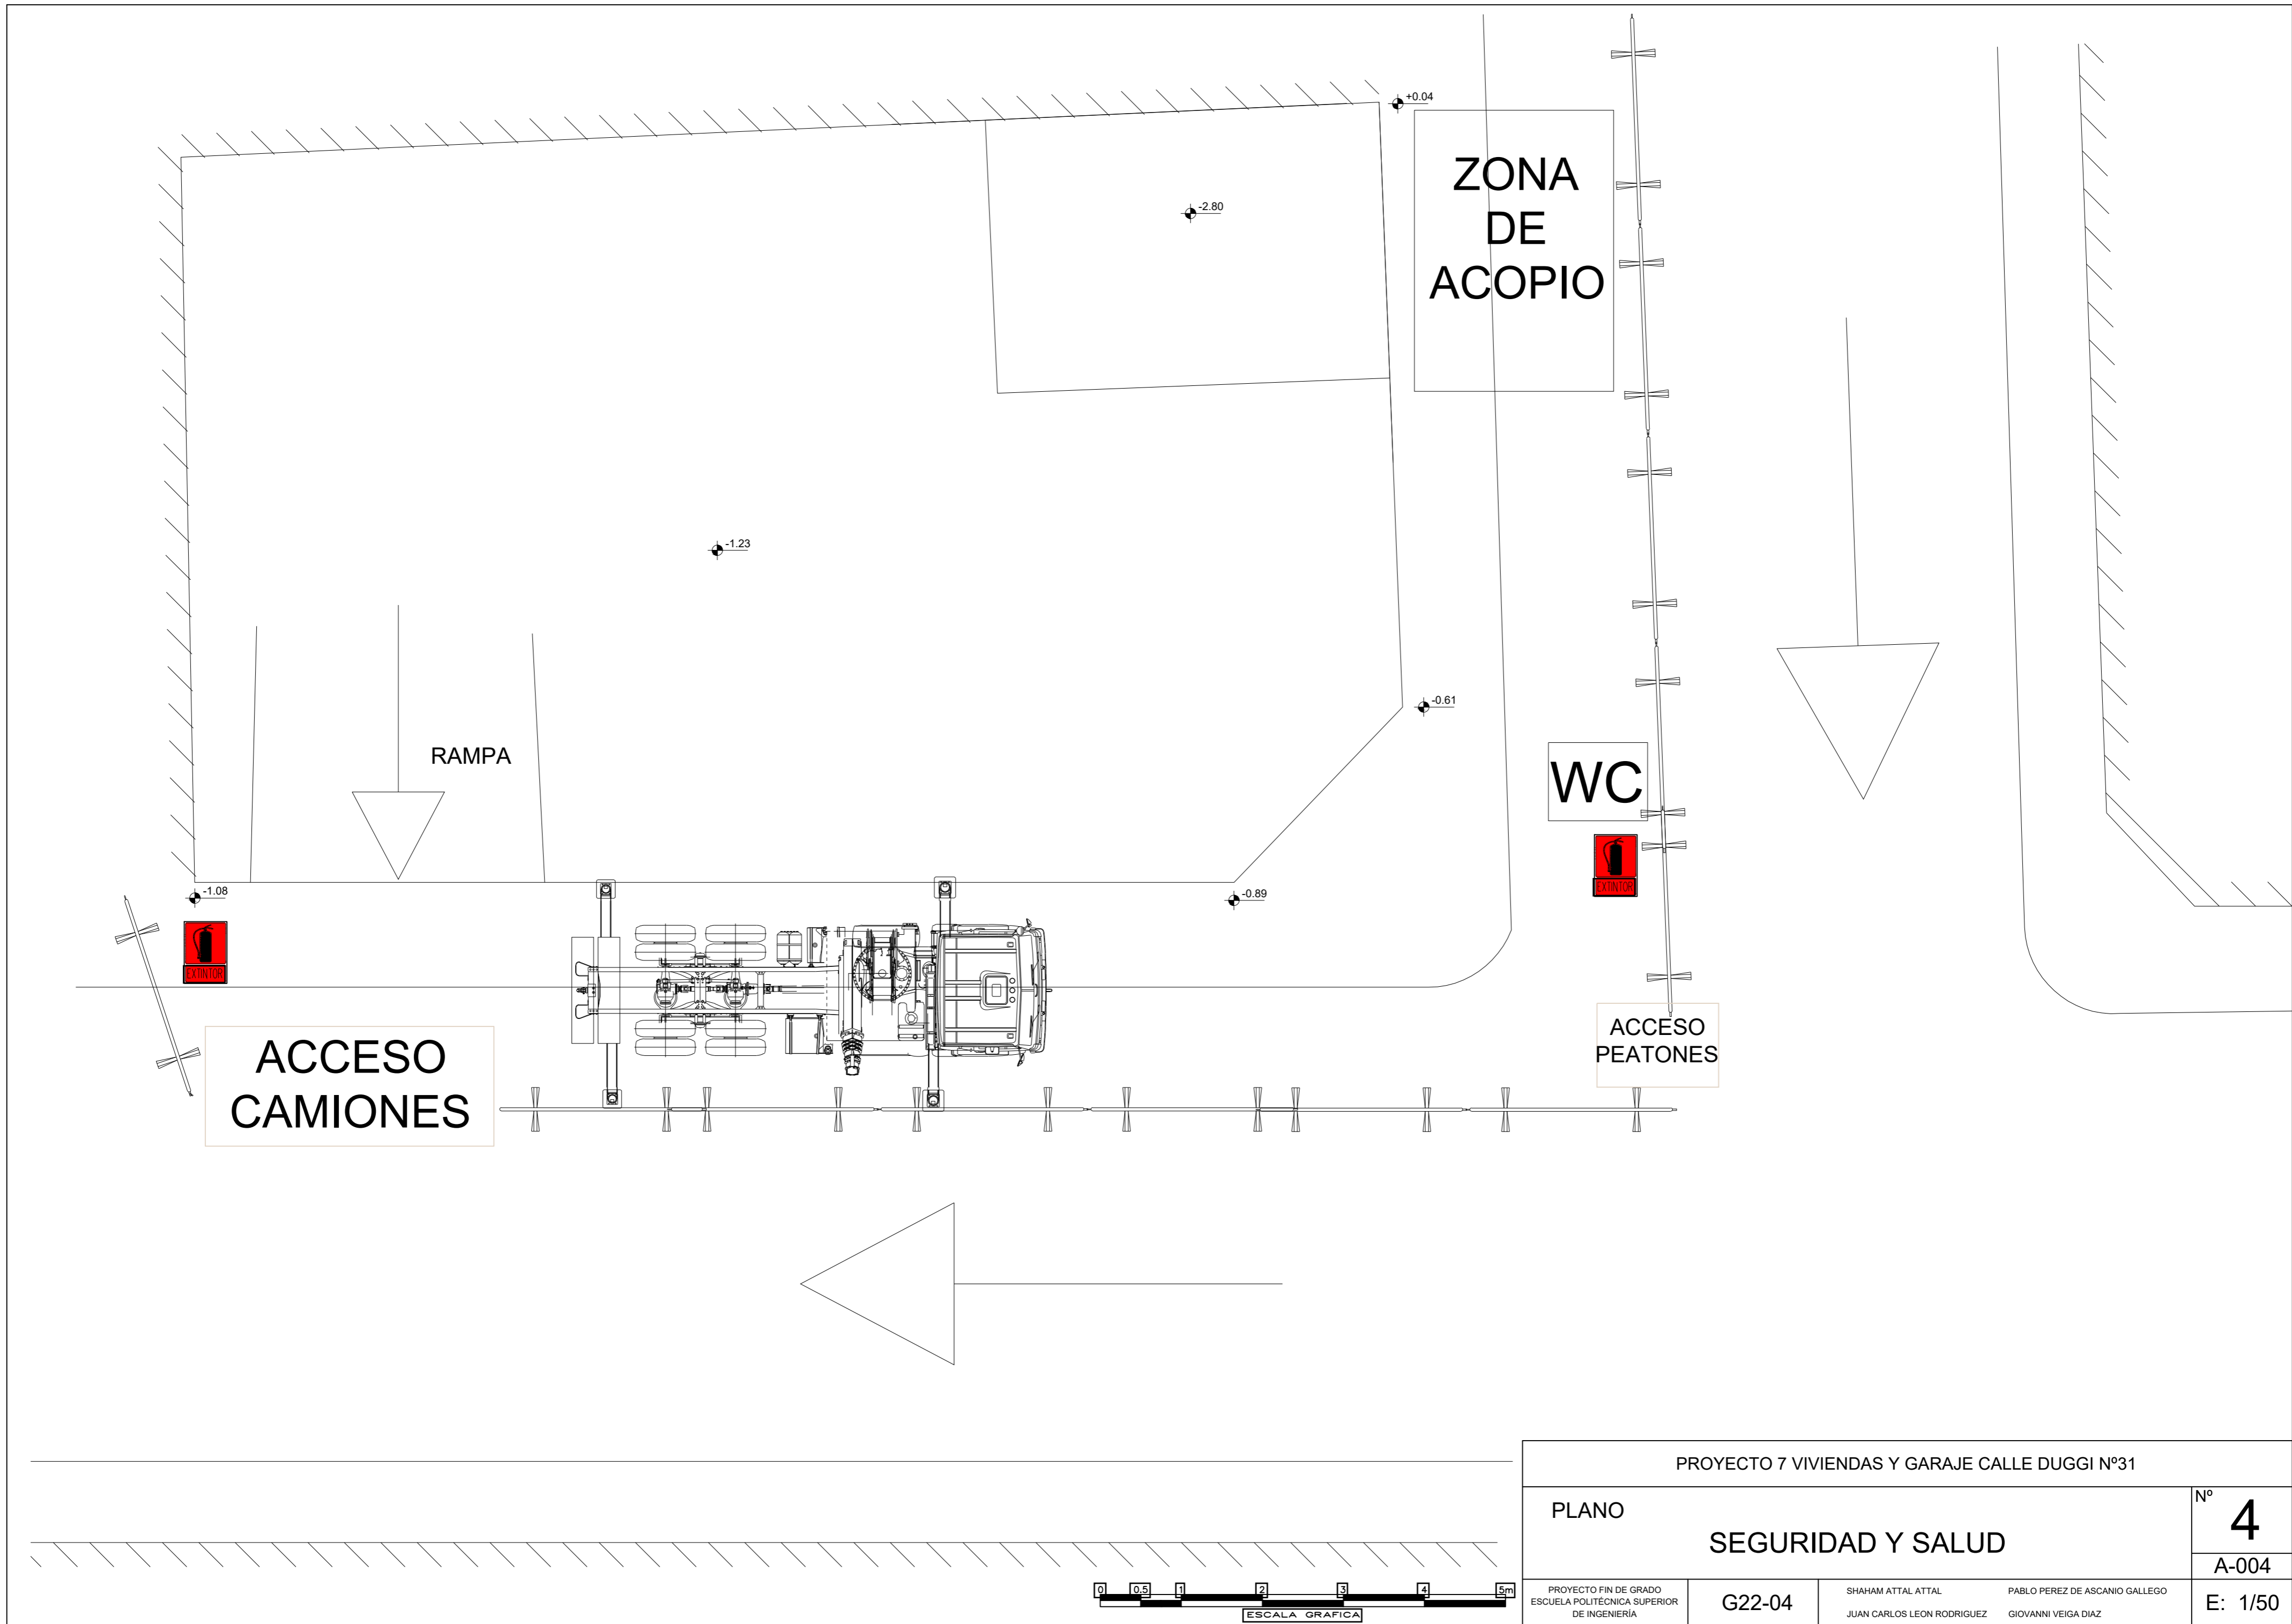 +0.04
ZONA
DE
ACOPIO
-2.80
-1.23
-0.61
RAMPA
WC
EXTINTOR
-1.08
-0.89
EXTINTOR
ACCESO
CAMIONES
ACCESO
PEATONES
PROYECTO 7 VIVIENDAS Y GARAJE CALLE DUGGI Nº31
PLANO
SEGURIDAD Y SALUD
Nº
4
A-004
0 0.5 1 2 3 4 5m
ESCALA GRAFICA
PROYECTO FIN DE GRADO
ESCUELA POLITÉCNICA SUPERIOR
DE INGENIERÍA
G22-04
SHAHAM ATTAL ATTAL
PABLO PEREZ DE ASCANIO GALLEGO
JUAN CARLOS LEON RODRIGUEZ
GIOVANNI VEIGA DIAZ
E: 1/50